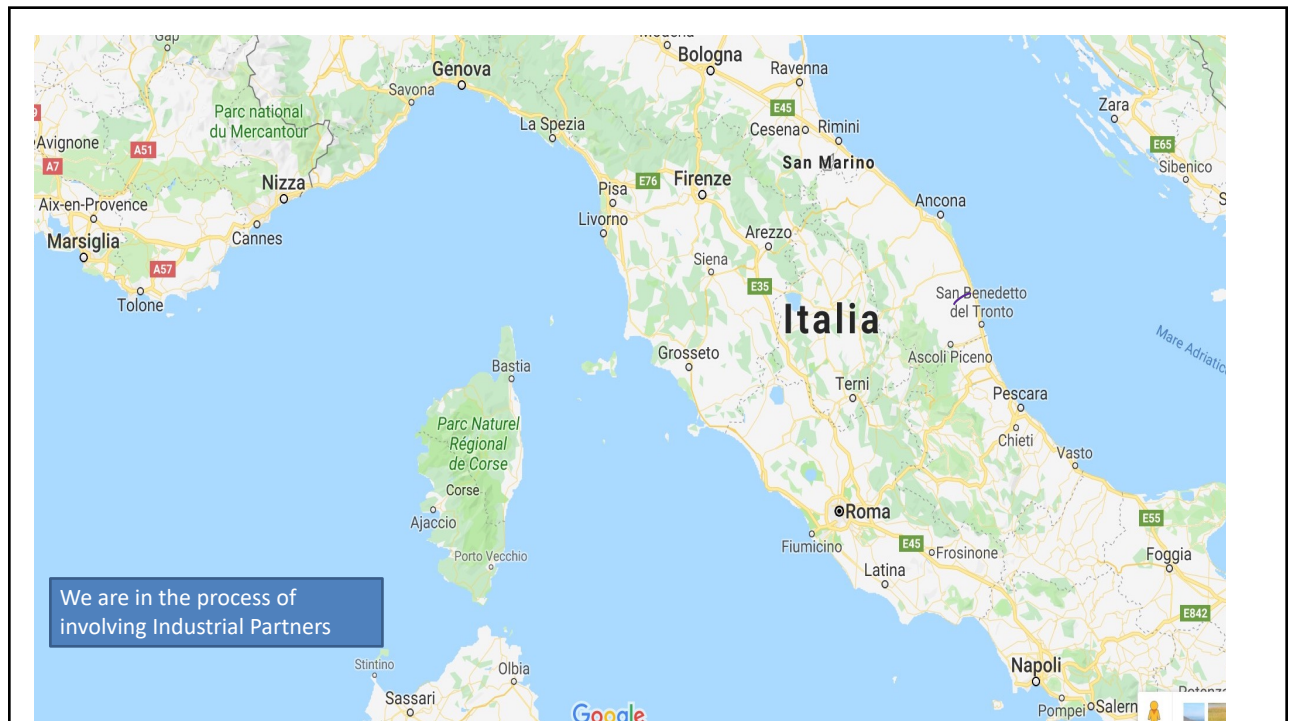 Gap
Bologna
Genova
Ravenna
Savona
E45
Zara
Parc national
du Mercantour
La Spezia
Cesena
Rimini
Avignone
A51
E65
San Marino
A7
Sibenico
Nizza
Pisa
E76
Firenze
Aix-en-Provence
Ancona
Livorno
Marsiglia
Cannes
Arezzo
Siena
A57
E35
San Benedetto
del Tronto
Tolone
Italia
Mare Adriatic
Grosseto
Ascoli Piceno
Bastia
Terni
Pescara
Parc Naturel
Régional
de Corse
Chieti
Vasto
Corse
Ajaccio
Roma
E55
Fiumicino
E45
Frosinone
Porto Vecchio
Foggia
Latina
We are in the process of
involving Industrial Partners
E842
Stintino
Olbia
Napoli
Sassari
Pompei
Salern
Google